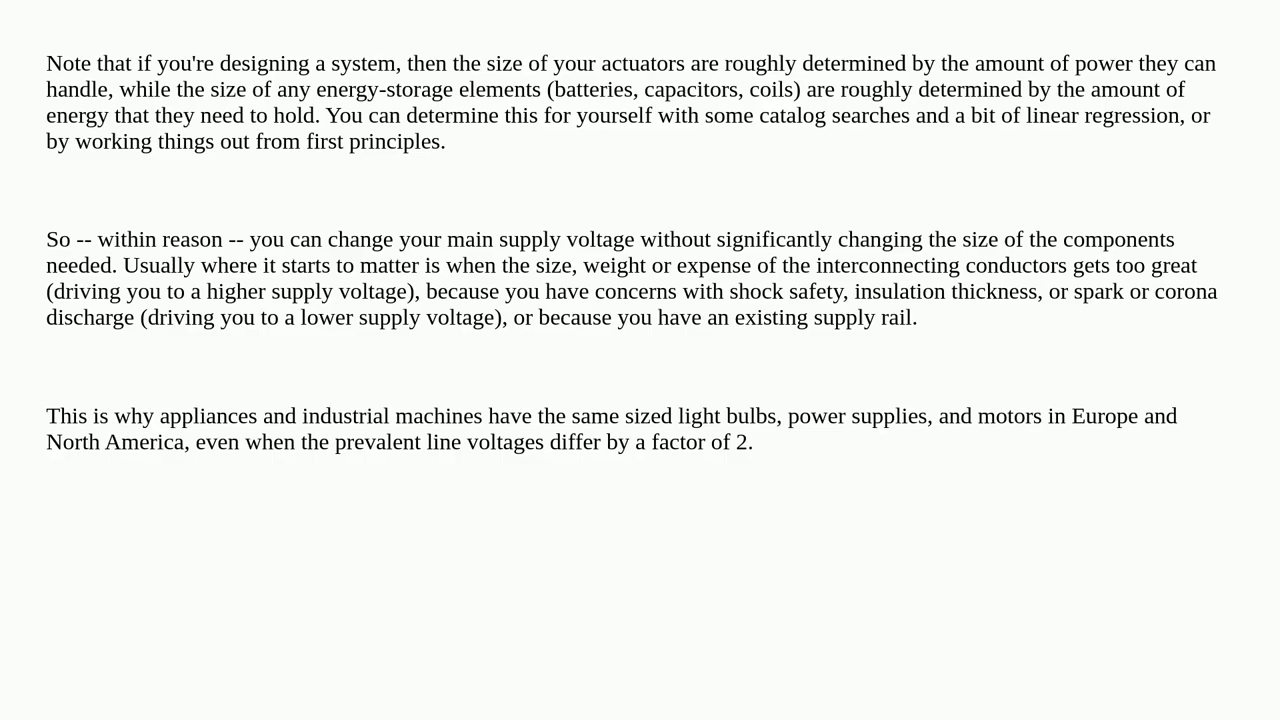 Note that if you're designing a system, then the size of your actuators are roughly determined by the amount of power they can
handle, while the size of any energy-storage elements (batteries, capacitors, coils) are roughly determined by the amount of
energy that they need to hold. You can determine this for yourself with some catalog searches and a bit of linear regression, or
by working things out from first principles.
So -- within reason -- you can change your main supply voltage without significantly changing the size of the components
needed. Usually where it starts to matter is when the size, weight or expense of the interconnecting conductors gets too great
(driving you to a higher supply voltage), because you have concerns with shock safety, insulation thickness, or spark or corona
discharge (driving you to a lower supply voltage), or because you have an existing supply rail.
This is why appliances and industrial machines have the same sized light bulbs, power supplies, and motors in Europe and
North America, even when the prevalent line voltages differ by a factor of 2.